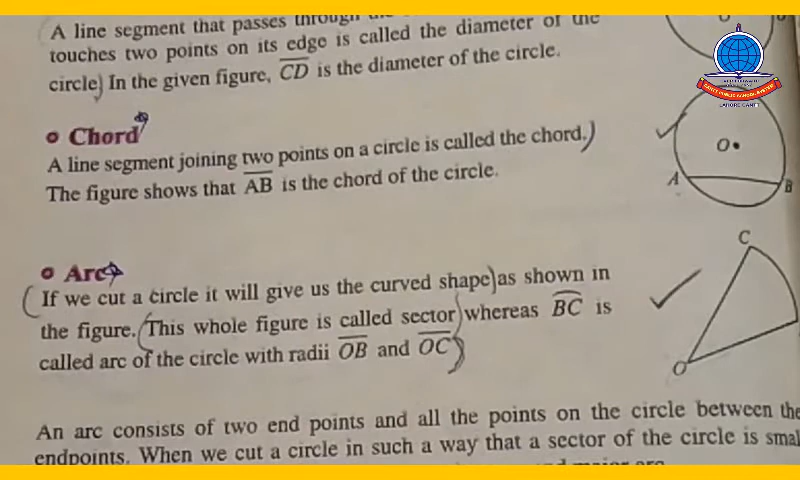 A line segment that passes through the
touches two points on its edge is called the diameter of the
circle) In the given figure, CD is the diameter of the circle.
Chord
A line segment joining two points on a circle is called the chord.)
The figure shows that AB is the chord of the circle.
O
A
B
Arc
(If we cut a circle it will give us the curved shape) as shown in
the figure. (This whole figure is called sector) whereas BC is
called arc of the circle with radii OB and OC)
C
O
An arc consists of two end points and all the points on the circle between the
endpoints. When we cut a circle in such a way that a sector of the circle is smal
and major arc
LAHORE CANTT